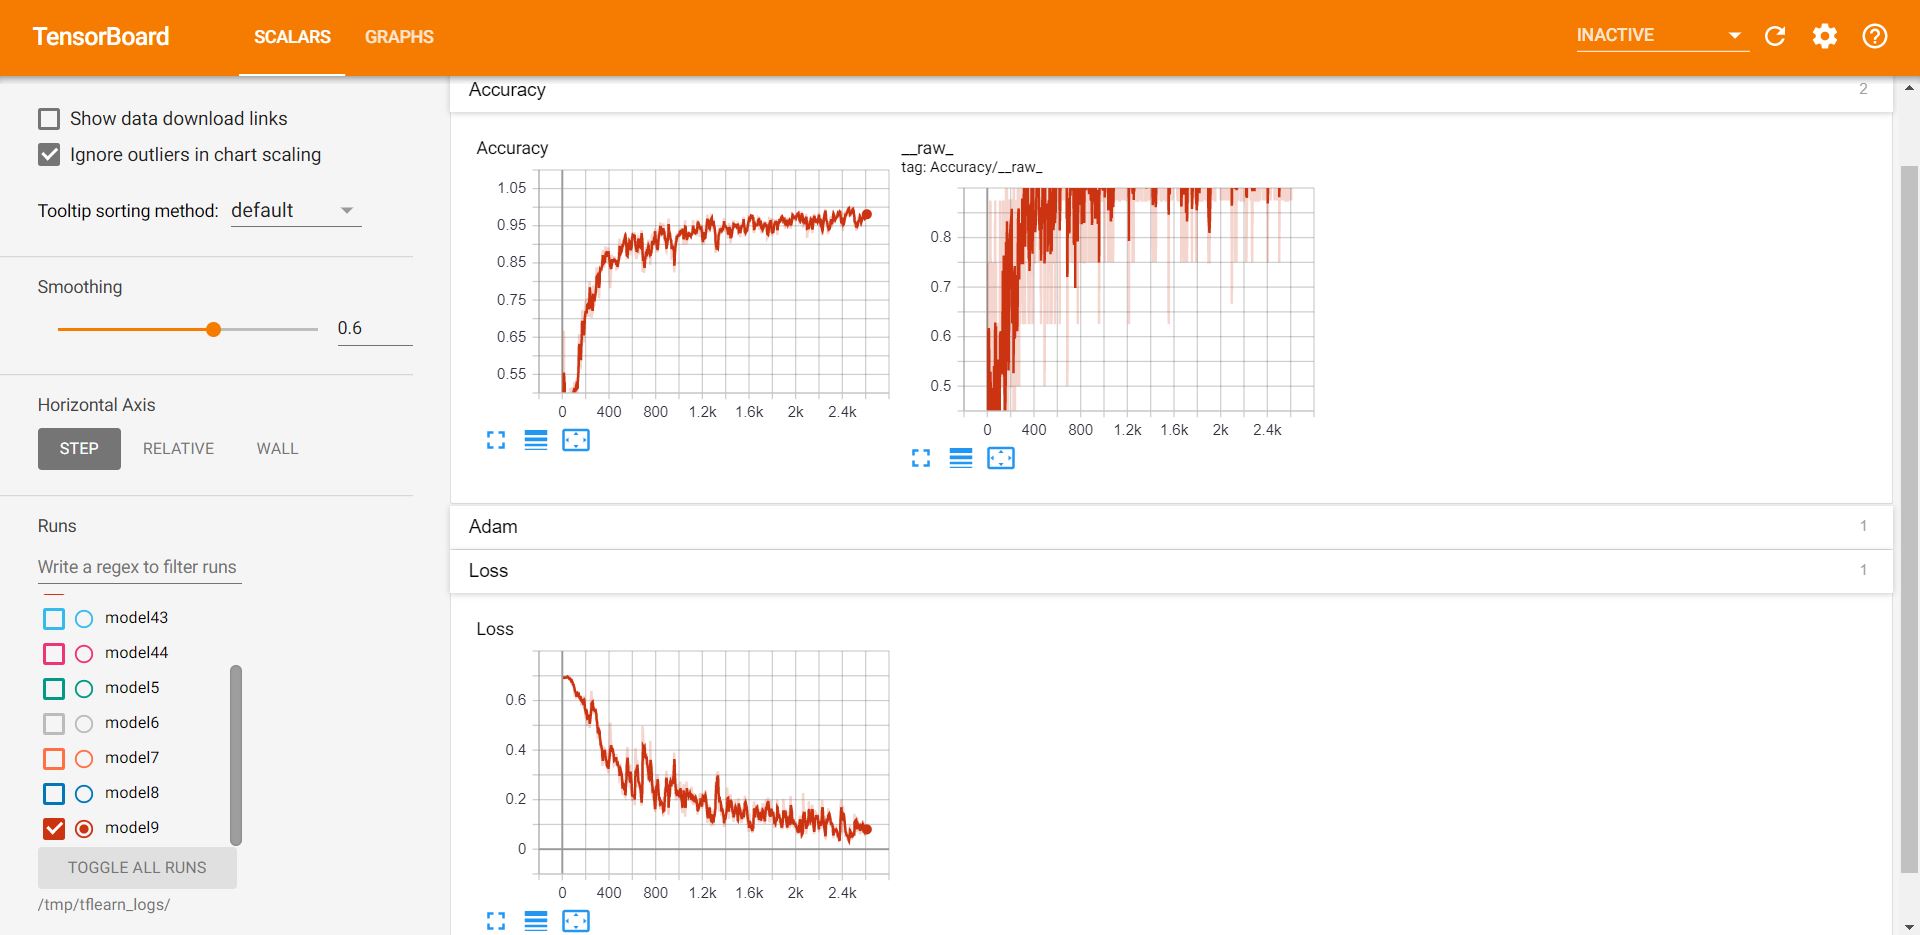 TensorBoard
SCALARS
GRAPHS
INACTIVE
Show data download links
Ignore outliers in chart scaling
Tooltip sorting method: default
Smoothing
0.6
Horizontal Axis
STEP
RELATIVE
WALL
Runs
Write a regex to filter runs
model43
model44
model5
model6
model7
model8
model9
TOGGLE ALL RUNS
/tmp/tflearn_logs/
Accuracy
2
Accuracy
1.05
0.95
0.85
0.75
0.65
0.55
0 400 800 1.2k 1.6k 2k 2.4k
__raw_
tag: Accuracy/__raw_
0.8
0.7
0.6
0.5
0 400 800 1.2k 1.6k 2k 2.4k
Adam
1
Loss
1
Loss
0.6
0.4
0.2
0
0 400 800 1.2k 1.6k 2k 2.4k